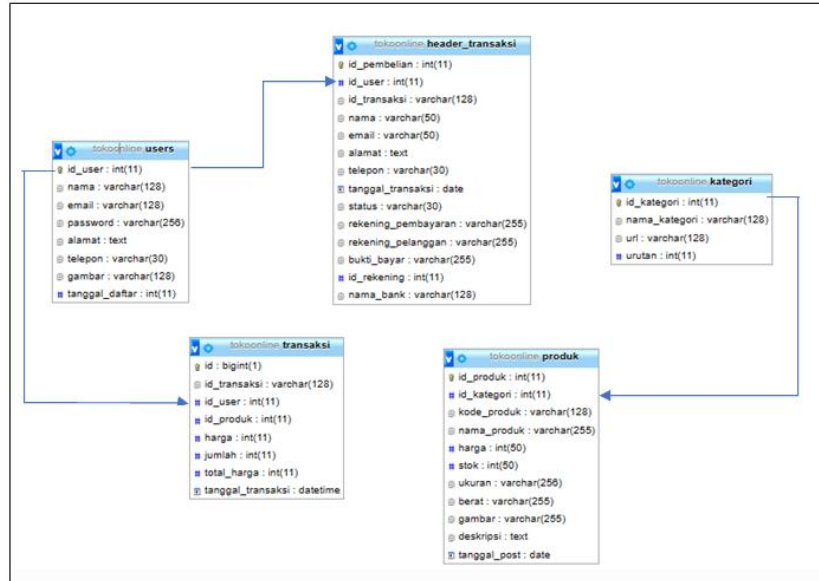 tokoonline.header_transaksi
id_pembelian : int(11)
id_user : int(11)
id_transaksi : varchar(128)
nama : varchar(50)
email : varchar(50)
alamat : text
telepon : varchar(30)
tanggal_transaksi : date
status : varchar(30)
rekening_pembayaran : varchar(255)
rekening_pelanggan : varchar(255)
bukti_bayar : varchar(255)
id_rekening : int(11)
nama_bank : varchar(128)
tokoonline.users
id_user : int(11)
nama : varchar(128)
email : varchar(128)
password : varchar(256)
alamat : text
telepon : varchar(30)
gambar : varchar(128)
tanggal_daftar : int(11)
tokoonline.kategori
id_kategori : int(11)
nama_kategori : varchar(128)
url : varchar(128)
urutan : int(11)
tokoonline.transaksi
id : bigint(1)
id_transaksi : varchar(128)
id_user : int(11)
id_produk : int(11)
harga : int(11)
jumlah : int(11)
total_harga : int(11)
tanggal_transaksi : datetime
tokoonline.produk
id_produk : int(11)
id_kategori : int(11)
kode_produk : varchar(128)
nama_produk : varchar(255)
harga : int(50)
stok : int(50)
ukuran : varchar(256)
berat : varchar(255)
gambar : varchar(255)
deskripsi : text
tanggal_post : date